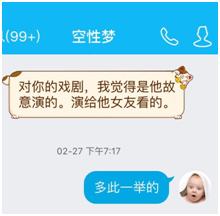 (99+)
空性梦
对你的戏剧，我觉得是他故
意演的。演给他女友看的。
02-27 下午7:17
多此一举的